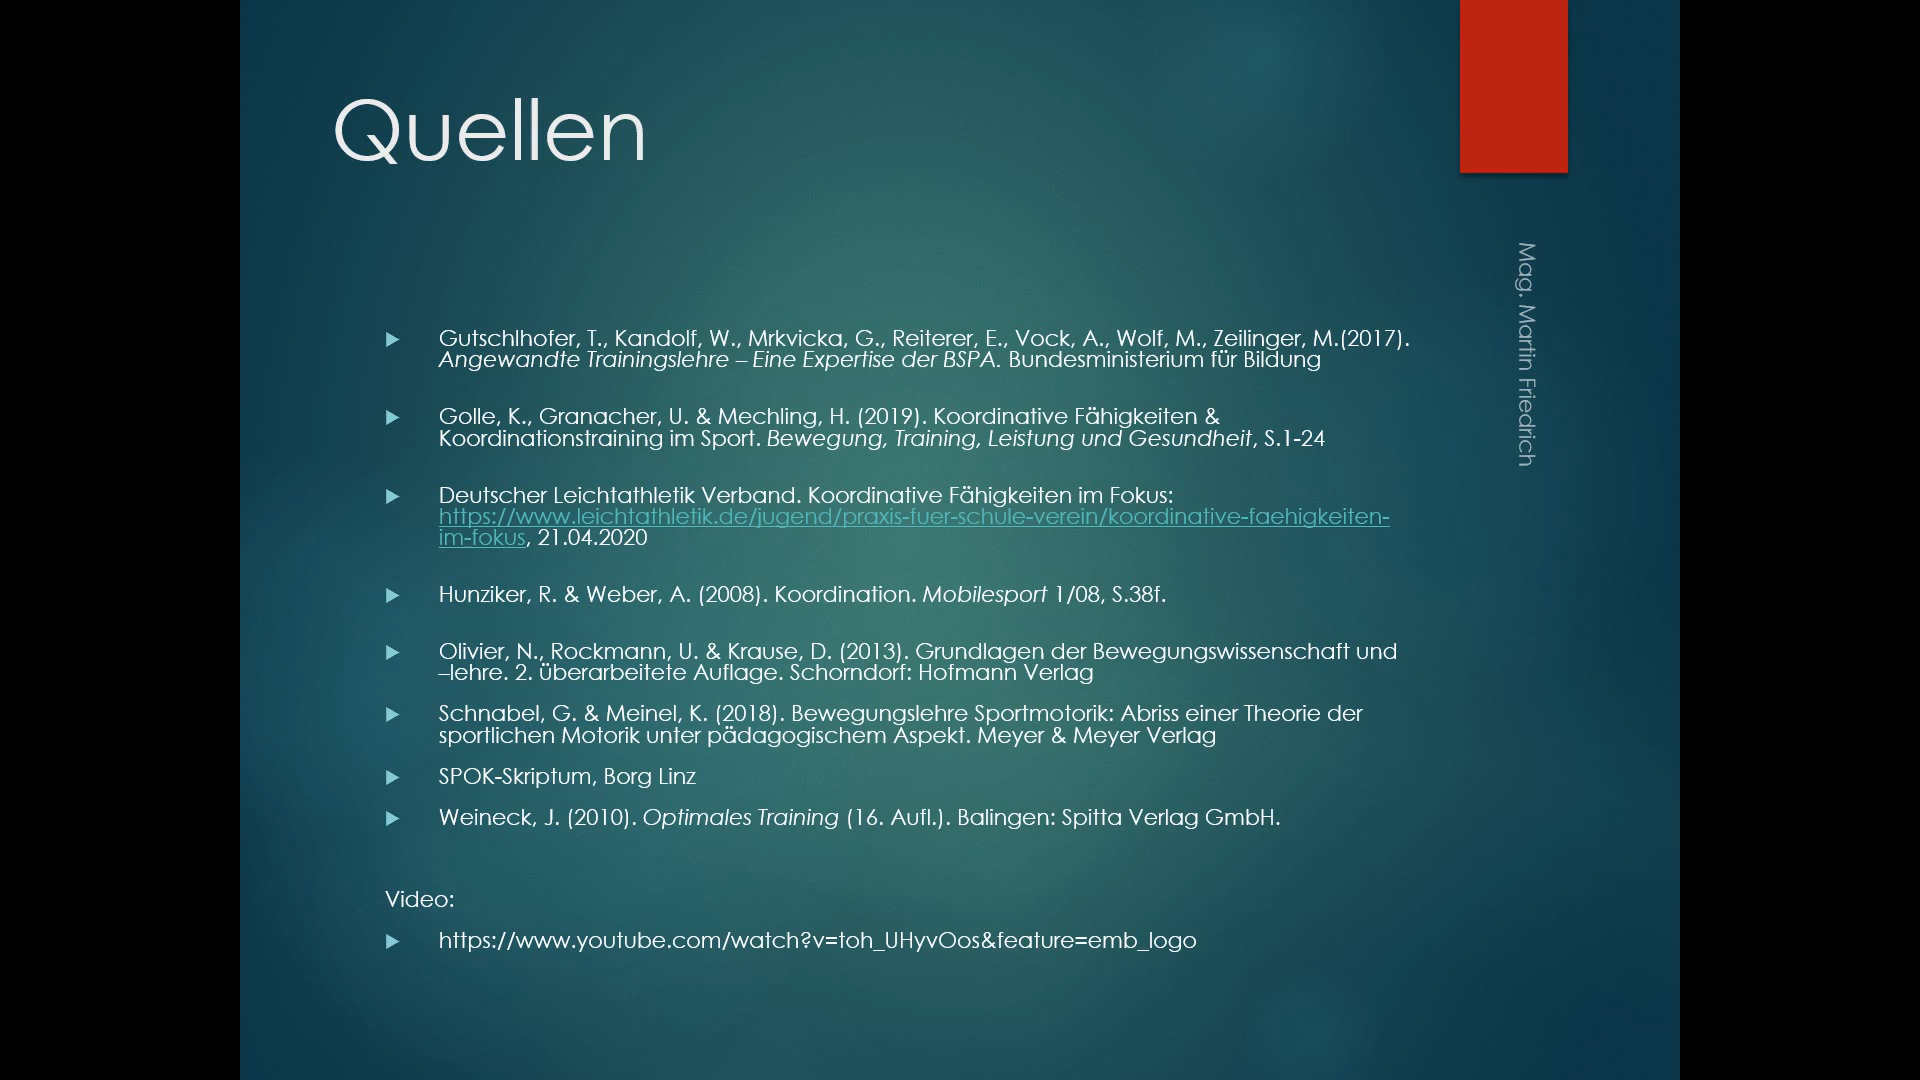 Quellen
Gutschlhofer, T., Kandolf, W., Mrkvicka, G., Reiterer, E., Vock, A., Wolf, M., Zeilinger, M.(2017).
Angewandte Trainingslehre – Eine Expertise der BSPA. Bundesministerium für Bildung
Golle, K., Granacher, U. & Mechling, H. (2019). Koordinative Fähigkeiten &
Koordinationstraining im Sport. Bewegung, Training, Leistung und Gesundheit, S.1-24
Deutscher Leichtathletik Verband. Koordinative Fähigkeiten im Fokus:
https://www.leichtathletik.de/jugend/praxis-fuer-schule-verein/koordinative-faehigkeiten-
im-fokus, 21.04.2020
Hunziker, R. & Weber, A. (2008). Koordination. Mobilesport 1/08, S.38f.
Olivier, N., Rockmann, U. & Krause, D. (2013). Grundlagen der Bewegungswissenschaft und
–lehre. 2. überarbeitete Auflage. Schorndorf: Hofmann Verlag
Schnabel, G. & Meinel, K. (2018). Bewegungslehre Sportmotorik: Abriss einer Theorie der
sportlichen Motorik unter pädagogischem Aspekt. Meyer & Meyer Verlag
SPOK-Skriptum, Borg Linz
Weineck, J. (2010). Optimales Training (16. Aufl.). Balingen: Spitta Verlag GmbH.
Video:
https://www.youtube.com/watch?v=toh_UHyvOos&feature=emb_logo
Mag. Martin Friedrich